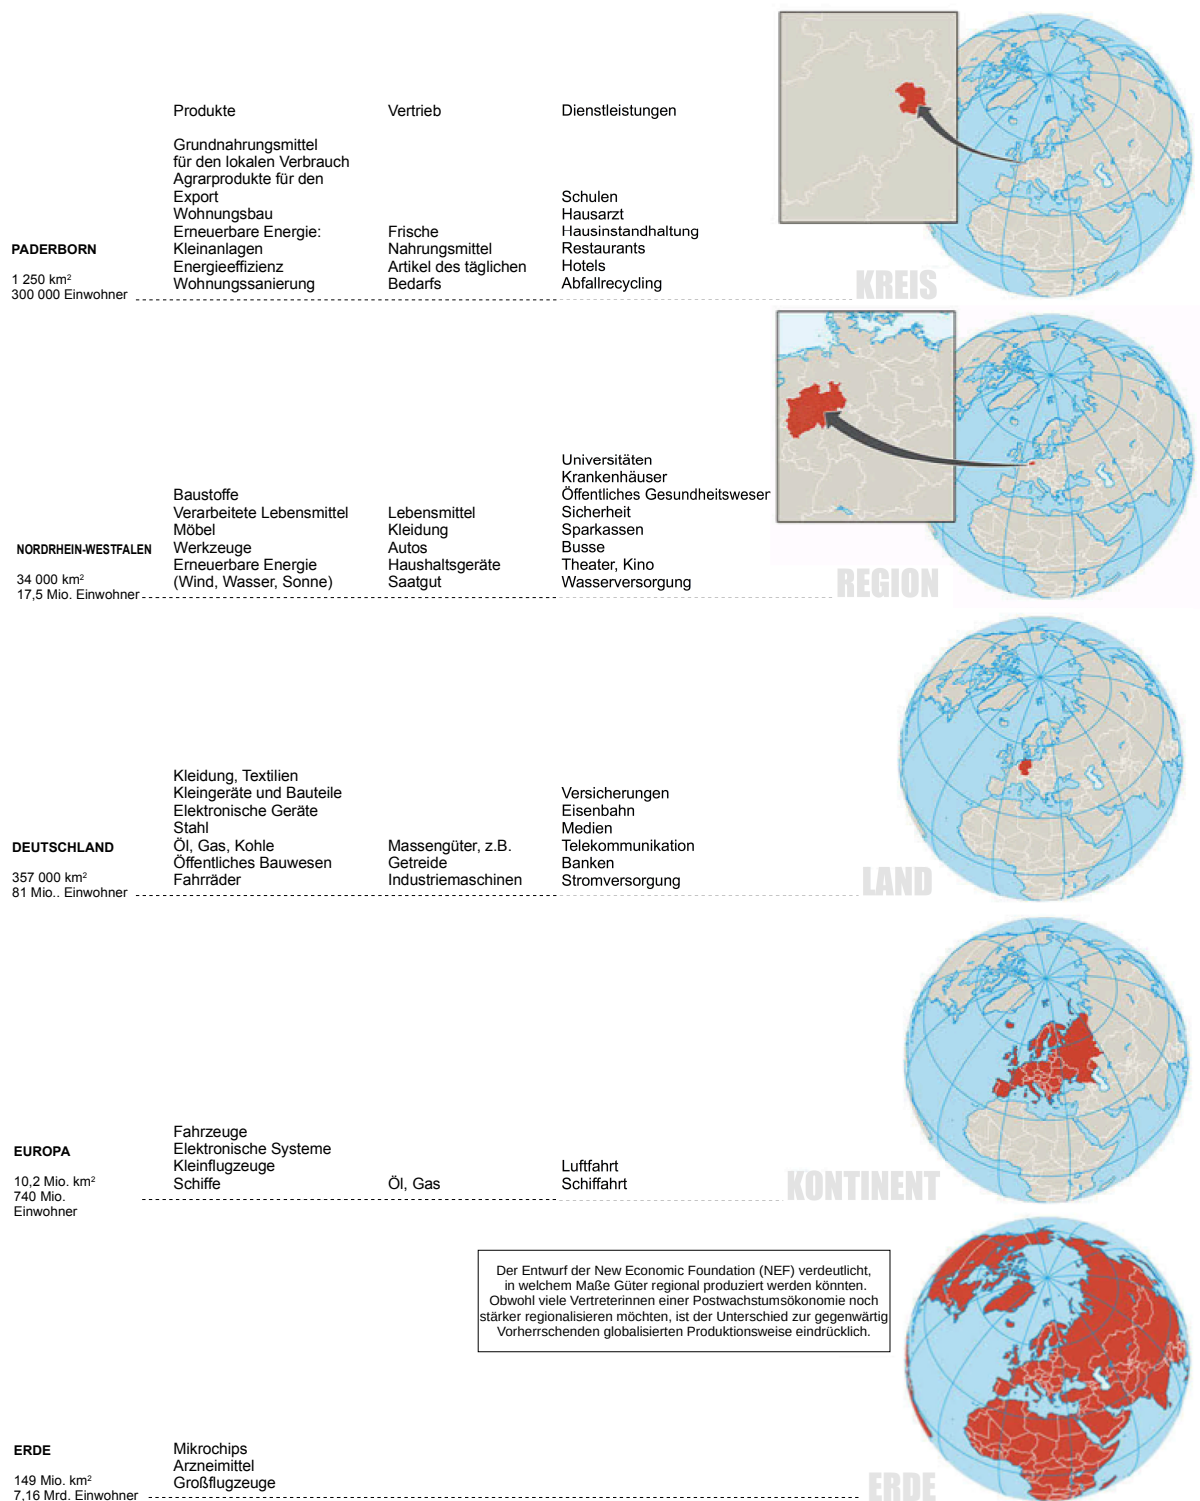 Produkte
Vertrieb
Dienstleistungen
Grundnahrungsmittel
für den lokalen Verbrauch
Agrarprodukte für den
Export
Wohnungsbau
Erneuerbare Energie:
Kleinanlagen
Energieeffizienz
Wohnungssanierung
Frische
Nahrungsmittel
Artikel des täglichen
Bedarfs
Schulen
Hausarzt
Hausinstandhaltung
Restaurants
Hotels
Abfallrecycling
PADERBORN
1 250 km²
300 000 Einwohner
KREIS
Baustoffe
Verarbeitete Lebensmittel
Möbel
Werkzeuge
Erneuerbare Energie
(Wind, Wasser, Sonne)
Lebensmittel
Kleidung
Autos
Haushaltsgeräte
Saatgut
Universitäten
Krankenhäuser
Öffentliches Gesundheitsweser
Sicherheit
Sparkassen
Busse
Theater, Kino
Wasserversorgung
NORDRHEIN-WESTFALEN
34 000 km²
17,5 Mio. Einwohner
REGION
Kleidung, Textilien
Kleingeräte und Bauteile
Elektronische Geräte
Stahl
Öl, Gas, Kohle
Öffentliches Bauwesen
Fahrräder
Massengüter, z.B.
Getreide
Industriemaschinen
Versicherungen
Eisenbahn
Medien
Telekommunikation
Banken
Stromversorgung
DEUTSCHLAND
357 000 km²
81 Mio.. Einwohner
LAND
Fahrzeuge
Elektronische Systeme
Kleinflugzeuge
Schiffe
Öl, Gas
Luftfahrt
Schiffahrt
EUROPA
10,2 Mio. km²
740 Mio.
Einwohner
KONTINENT
Der Entwurf der New Economic Foundation (NEF) verdeutlicht,
in welchem Maße Güter regional produziert werden könnten.
Obwohl viele Vertreterinnen einer Postwachstumsökonomie noch
stärker regionalisieren möchten, ist der Unterschied zur gegenwärtig
Vorherrschenden globalisierten Produktionsweise eindrücklich.
Mikrochips
Arzneimittel
Großflugzeuge
ERDE
149 Mio. km²
7,16 Mrd. Einwohner
ERDE